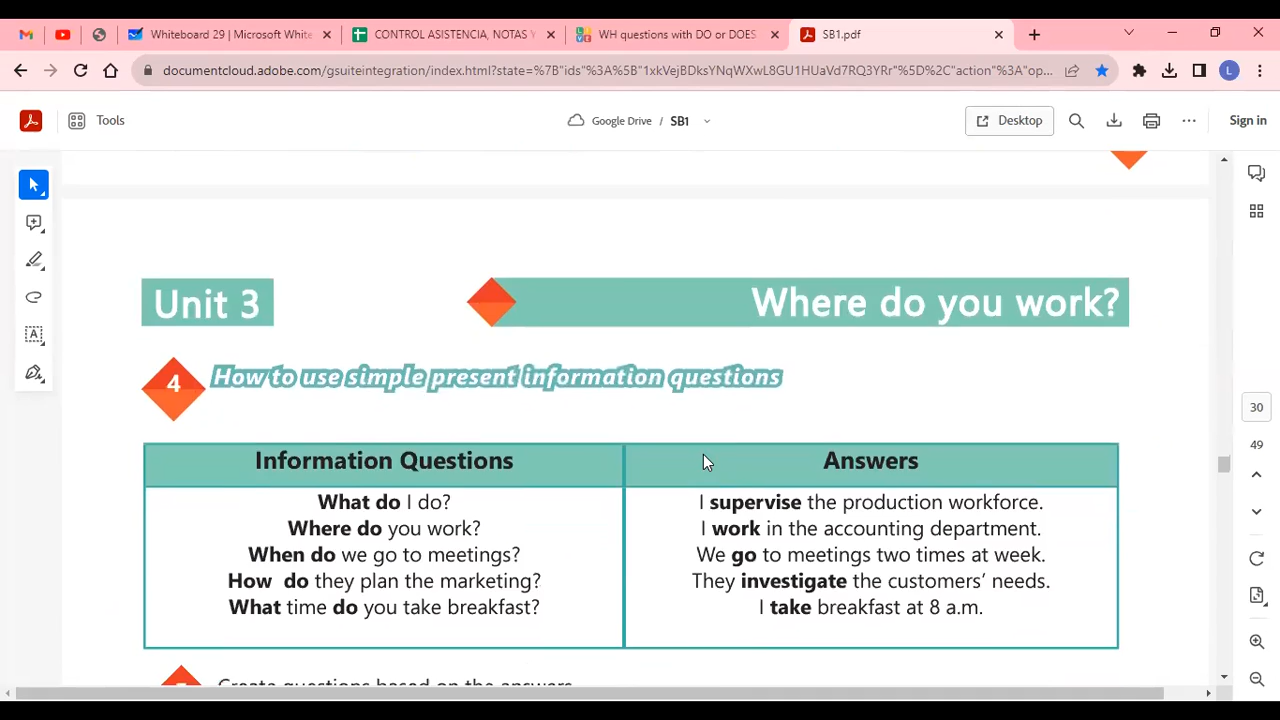 Whiteboard 29 | Microsoft White
CONTROL ASISTENCIA, NOTAS Y
WH questions with DO or DOES
SB1.pdf
documentcloud.adobe.com/gsuiteintegration/index.html?state=%7B"ids"%3A%5B"1xkVejBDksYNqWXwL8GU1HUaVd7RQ3YRr"%5D%2C"action"%3A"op...
L
Tools
Google Drive / SB1
Desktop
Sign in
Unit 3
Where do you work?
4 How to use simple present information questions
Information Questions Answers
What do I do? I supervise the production workforce.
Where do you work? I work in the accounting department.
When do we go to meetings? We go to meetings two times at week.
How do they plan the marketing? They investigate the customers' needs.
What time do you take breakfast? I take breakfast at 8 a.m.
30
49